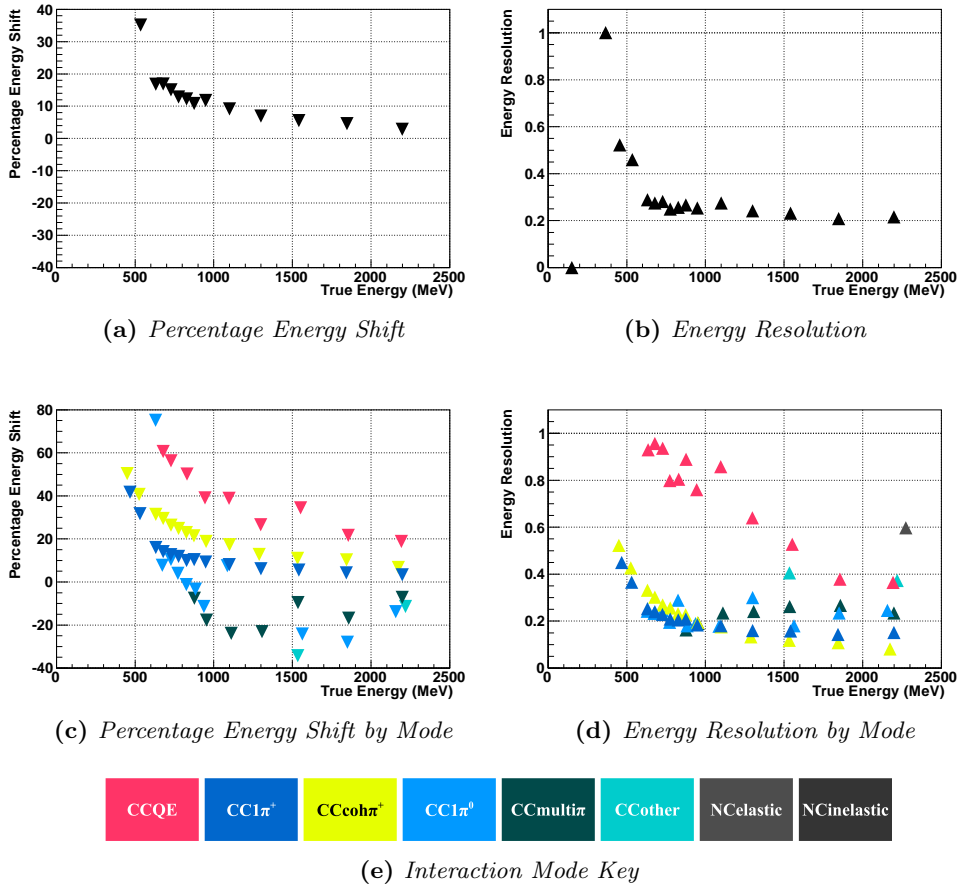 Percentage Energy Shift
40
30
20
10
0
-10
-20
-30
-40
0 500 1000 1500 2000 2500
True Energy (MeV)
(a) Percentage Energy Shift
Energy Resolution
1
0.8
0.6
0.4
0.2
0
0 500 1000 1500 2000 2500
True Energy (MeV)
(b) Energy Resolution
Percentage Energy Shift
80
60
40
20
0
-20
-40
0 500 1000 1500 2000 2500
True Energy (MeV)
(c) Percentage Energy Shift by Mode
Energy Resolution
1
0.8
0.6
0.4
0.2
0
0 500 1000 1500 2000 2500
True Energy (MeV)
(d) Energy Resolution by Mode
CCQE CC1π⁺ CCcohπ⁺ CC1π⁰ CCmultiπ CCother NCelastic NCinelastic
(e) Interaction Mode Key